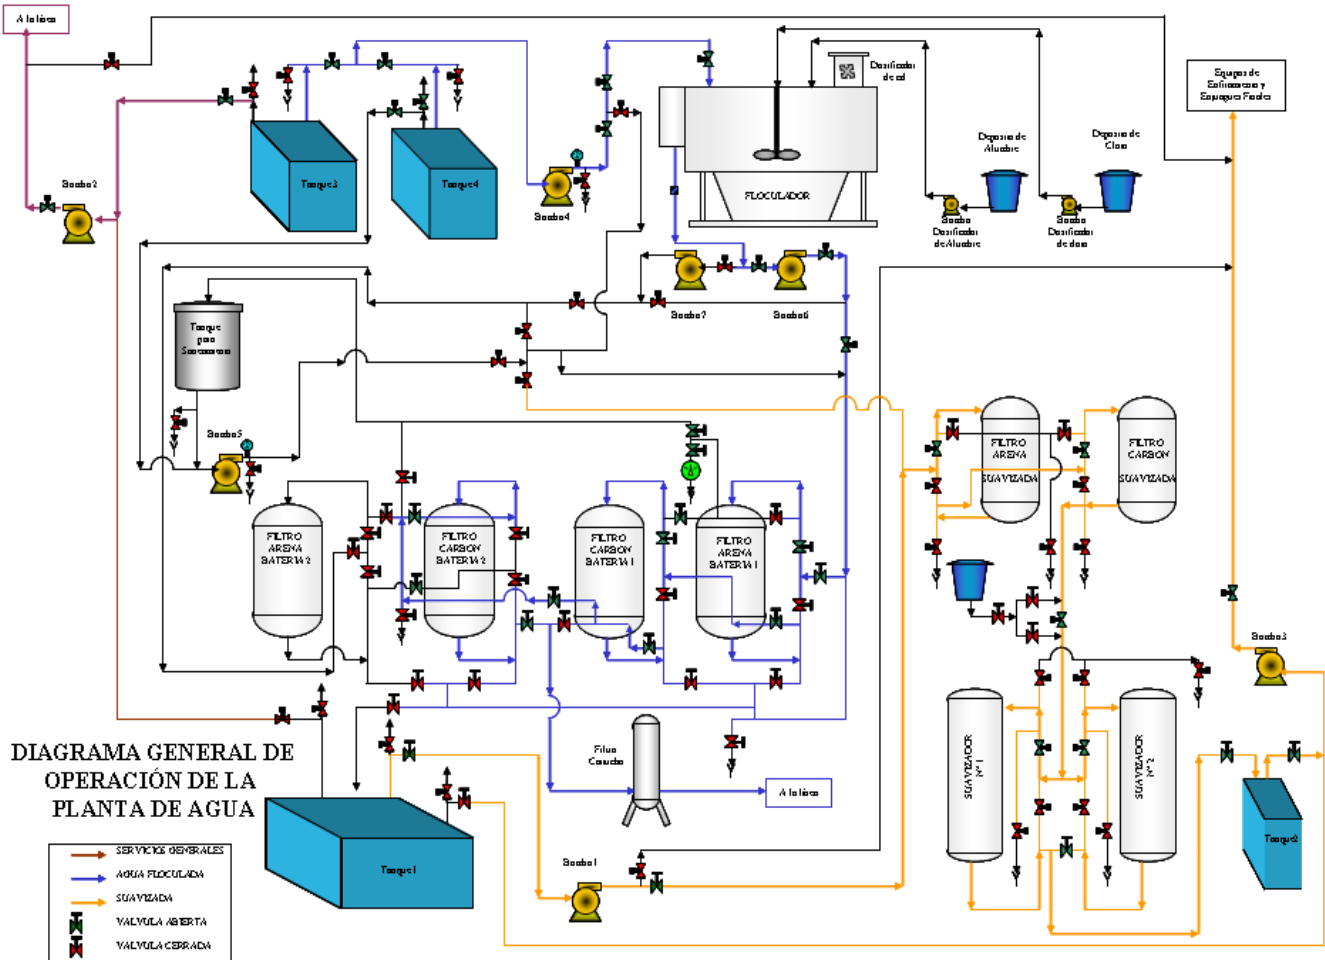 A la línea
Tanque 3
Tanque 4
Bomba 2
Bomba 4
FLOCULADOR
Dosificador
de cal
Deposito de
Alumbre
Deposito de
Cloro
Bomba
Dosificador
de Alumbre
Bomba
Dosificador
de cloro
Equipos de
Enfriamiento y
Enjuagues Finales
Tanque
para
Bomba 7
Bomba 6
Bomba 5
FILTRO
ARENA
BATERIA 2
FILTRO
CARBON
BATERIA 2
FILTRO
CARBON
BATERIA 1
FILTRO
ARENA
BATERIA 1
FILTRO
ARENA
SUAVIZADA
FILTRO
CARBON
SUAVIZADA
Bomba 3
DIAGRAMA GENERAL DE
OPERACIÓN DE LA
PLANTA DE AGUA
Filtro
Cartucho
A la línea
SUAVIZADOR
Nº 1
SUAVIZADOR
Nº 2
Tanque 2
Tanque 1
Bomba 1
SERVICIOS GENERALES
AGUA FLOCULADA
SUAVIZADA
VALVULA ABIERTA
VALVULA CERRADA